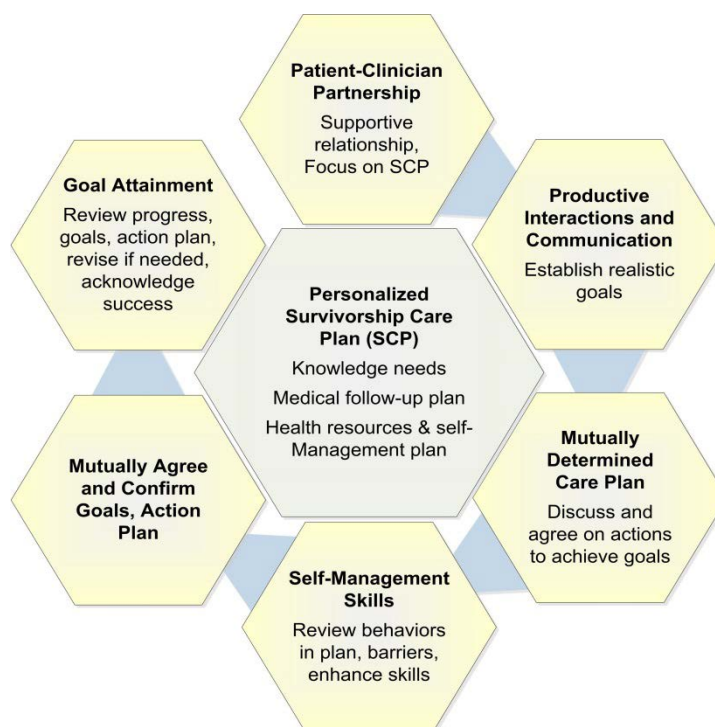 Patient-Clinician
Partnership
Supportive
relationship,
Focus on SCP
Productive
Interactions and
Communication
Establish realistic
goals
Mutually
Determined
Care Plan
Discuss and
agree on actions
to achieve goals
Self-Management
Skills
Review behaviors
in plan, barriers,
enhance skills
Mutually Agree
and Confirm
Goals, Action
Plan
Goal Attainment
Review progress,
goals, action plan,
revise if needed,
acknowledge
success
Personalized
Survivorship Care
Plan (SCP)
Knowledge needs
Medical follow-up plan
Health resources & self-
Management plan